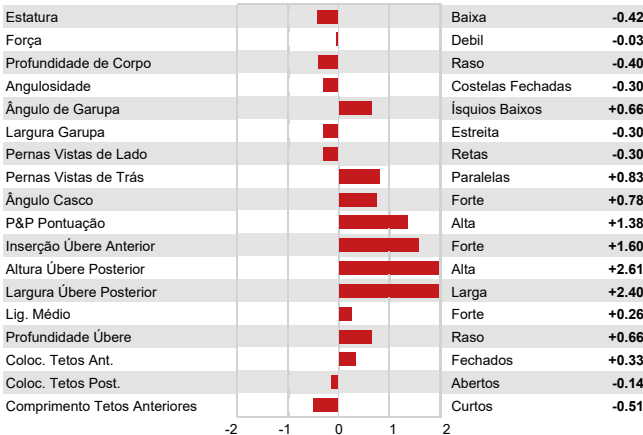 Estatura Baixa -0.42
Força Debil -0.03
Profundidade de Corpo Raso -0.40
Angulosidade Costelas Fechadas -0.30
Ângulo de Garupa Ísquios Baixos +0.66
Largura Garupa Estreita -0.30
Pernas Vistas de Lado Retas -0.30
Pernas Vistas de Trás Paralelas +0.83
Ângulo Casco Forte +0.78
P&P Pontuação Alta +1.38
Inserção Úbere Anterior Forte +1.60
Altura Úbere Posterior Alta +2.61
Largura Úbere Posterior Larga +2.40
Lig. Médio Forte +0.26
Profundidade Úbere Raso +0.66
Coloc. Tetos Ant. Fechados +0.33
Coloc. Tetos Post. Abertos -0.14
Comprimento Tetos Anteriores Curtos -0.51
-2 -1 0 1 2